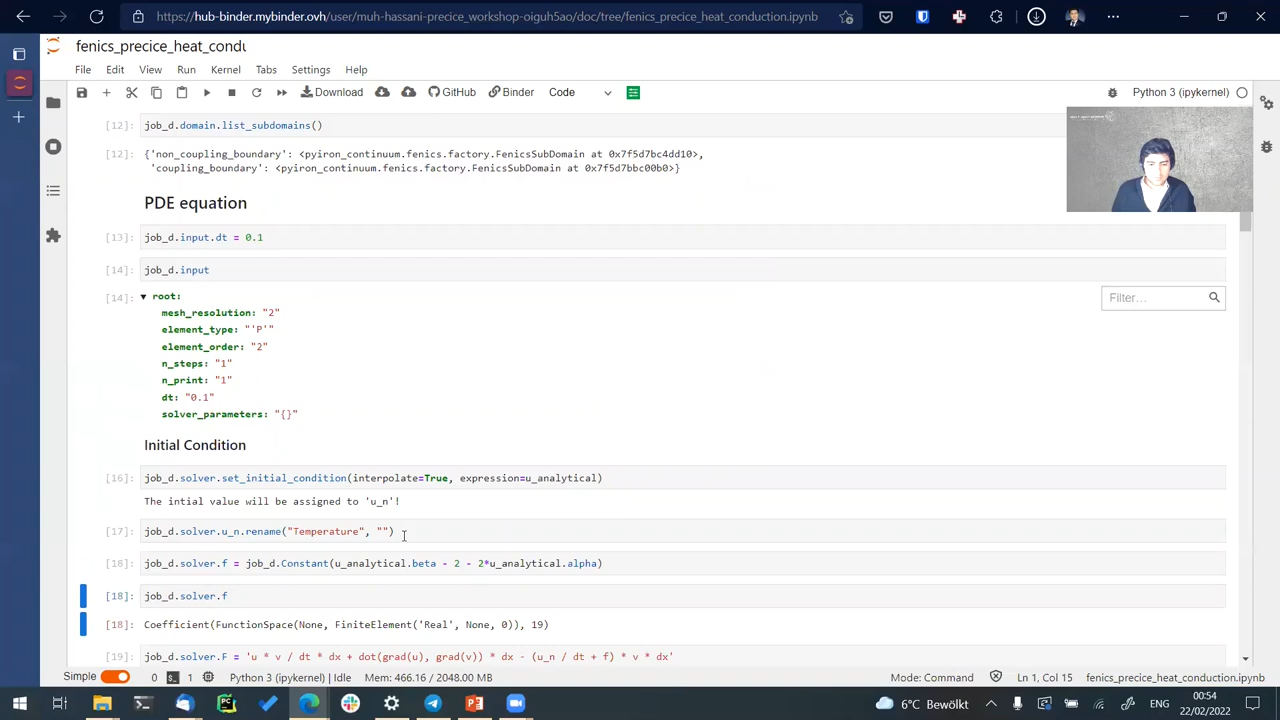 https://hub-binder.mybinder.ovh/user/muh-hassani-precice_workshop-oiguh5ao/doc/tree/fenics_precice_heat_conduction.ipynb
fenics_precice_heat_condu
File Edit View Run Kernel Tabs Settings Help
Download GitHub Binder Code Python 3 (ipykernel)
[12]: job_d.domain.list_subdomains()
[12]: {'non_coupling_boundary': <pyiron_continuum.fenics.factory.FenicsSubDomain at 0x7f5d7bc4dd10>,
'coupling_boundary': <pyiron_continuum.fenics.factory.FenicsSubDomain at 0x7f5d7bbc00b0>}
PDE equation
[13]: job_d.input.dt = 0.1
[14]: job_d.input
[14]: ▼ root:
Filter…
mesh_resolution: "2"
element_type: "'P'"
element_order: "2"
n_steps: "1"
n_print: "1"
dt: "0.1"
solver_parameters: "{}"
Initial Condition
[16]: job_d.solver.set_initial_condition(interpolate=True, expression=u_analytical)
The intial value will be assigned to 'u_n'!
[17]: job_d.solver.u_n.rename("Temperature", "")
[18]: job_d.solver.f = job_d.Constant(u_analytical.beta - 2 - 2*u_analytical.alpha)
[18]: job_d.solver.f
[18]: Coefficient(FunctionSpace(None, FiniteElement('Real', None, 0)), 19)
[19]: job_d.solver.F = 'u * v / dt * dx + dot(grad(u), grad(v)) * dx - (u_n / dt + f) * v * dx'
Simple 0 1 Python 3 (ipykernel) | Idle Mem: 466.16 / 2048.00 MB Mode: Command Ln 1, Col 15 fenics_precice_heat_conduction.ipynb
6°C Bewölkt ENG 00:54
22/02/2022